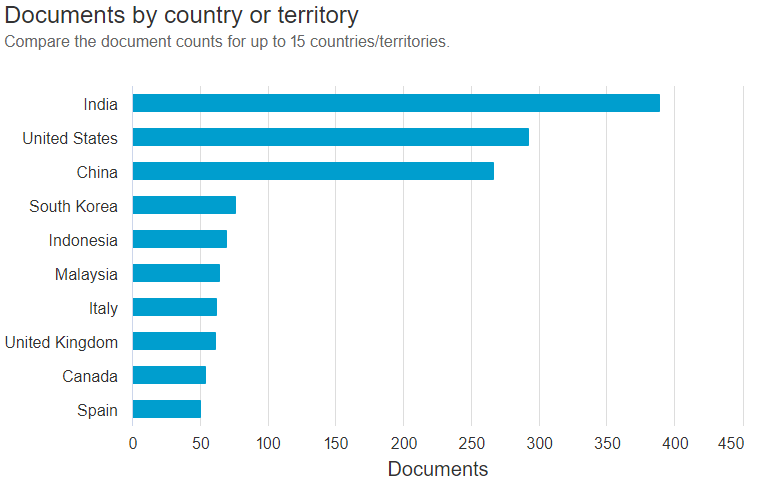 Documents by country or territory
Compare the document counts for up to 15 countries/territories.
India
United States
China
South Korea
Indonesia
Malaysia
Italy
United Kingdom
Canada
Spain
0 50 100 150 200 250 300 350 400 450
Documents